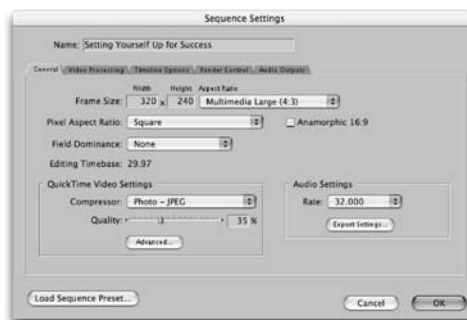 Sequence Settings
Name: Setting Yourself Up for Success
General Video Processing Timeline Options Render Control Audio Outputs
Width Height Aspect Ratio
Frame Size: 320 x 240 Multimedia Large (4:3)
Pixel Aspect Ratio: Square Anamorphic 16:9
Field Dominance: None
Editing Timebase: 29.97
QuickTime Video Settings
Compressor: Photo - JPEG
Quality: 35 %
Advanced...
Audio Settings
Rate: 32.000
Export Settings...
Load Sequence Preset...
Cancel OK